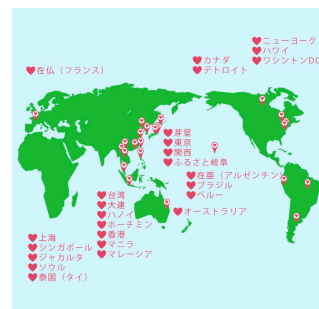 ニューヨーク
ハワイ
ワシントンDC
カナダ
デトロイト
在仏（フランス）
芽室
東京
関西
ふるさと岐阜
在亜（アルゼンチン）
ブラジル
ペルー
オーストラリア
台湾
大連
ハノイ
ホーチミン
香港
マニラ
マレーシア
上海
シンガポール
ジャカルタ
ソウル
泰国（タイ）